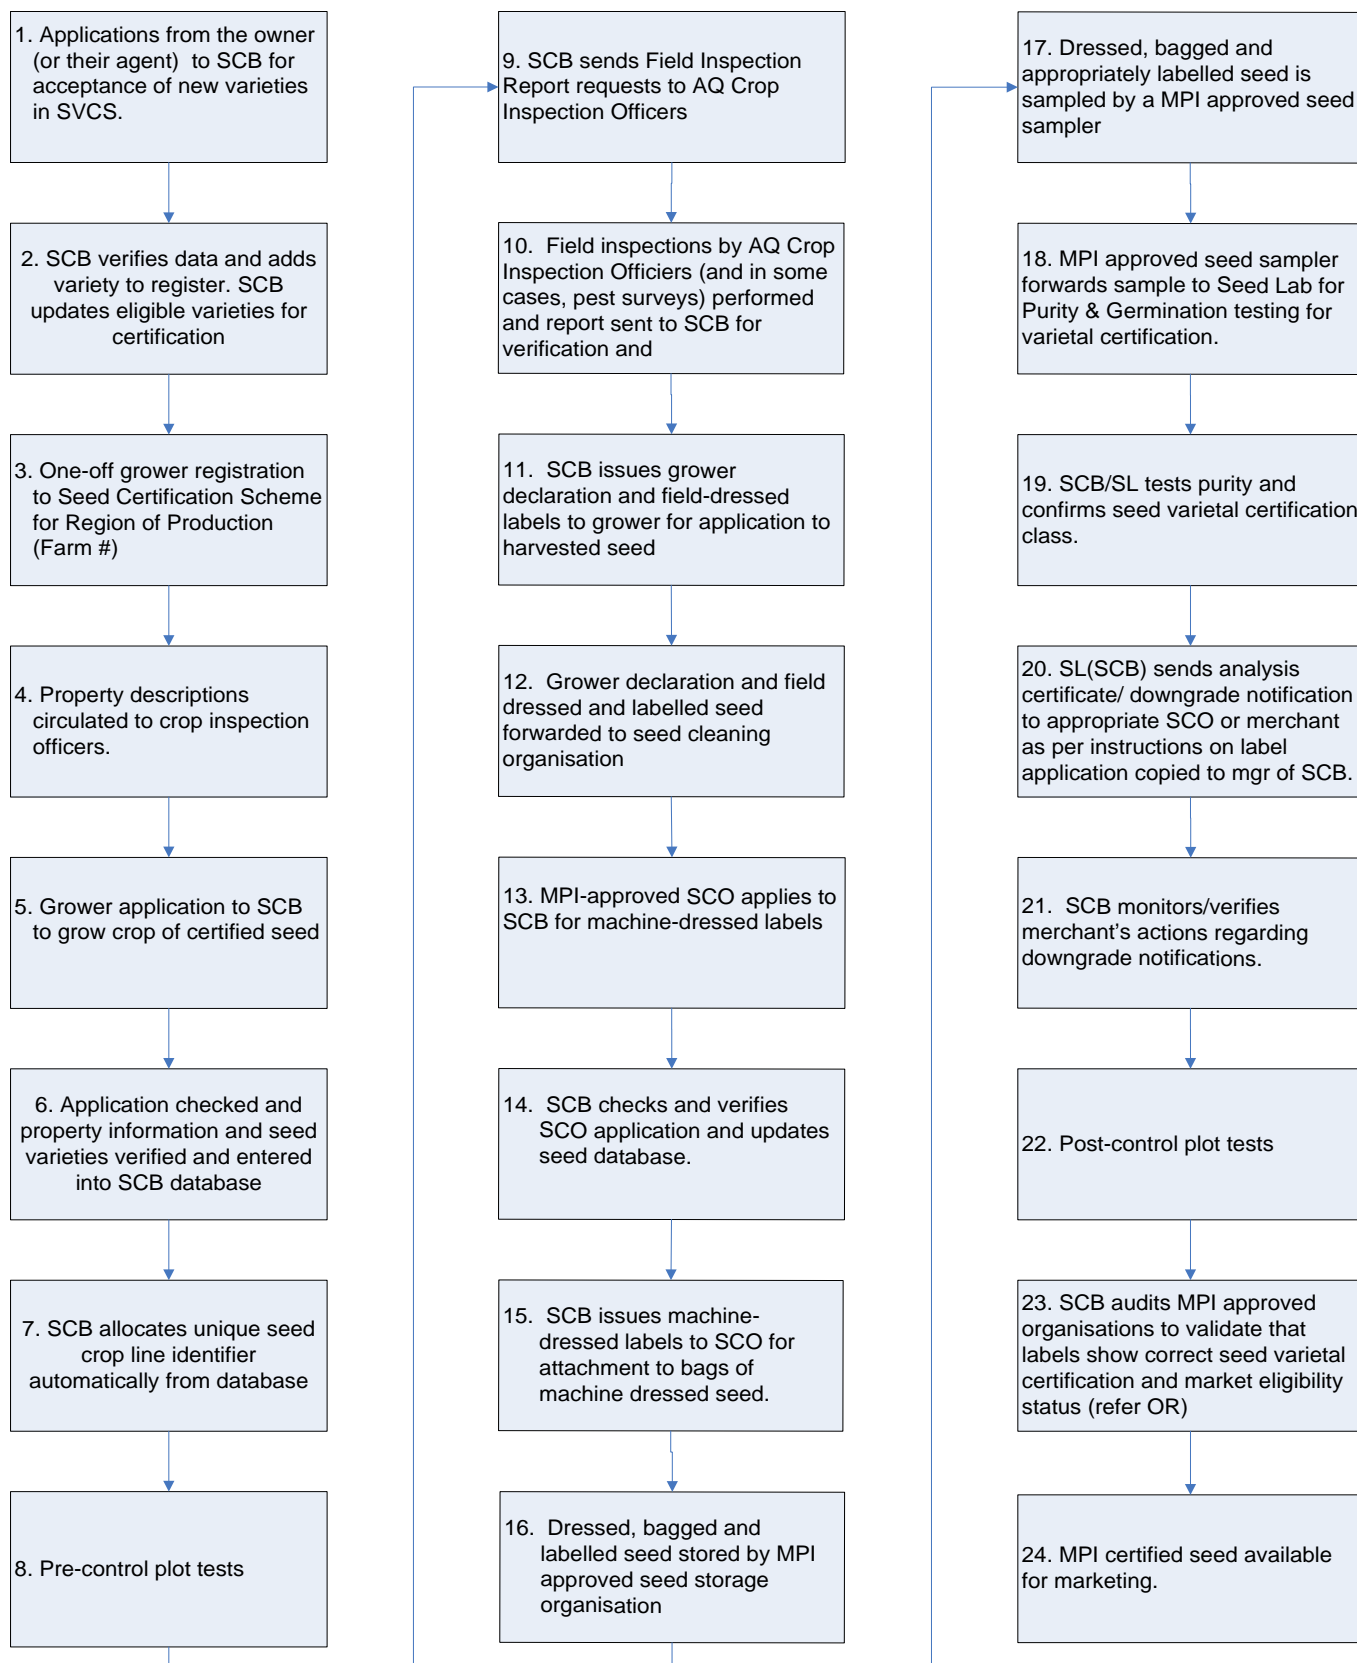 1. Applications from the owner
(or their agent) to SCB for
acceptance of new varieties
in SVCS.
2. SCB verifies data and adds
variety to register. SCB
updates eligible varieties for
certification
3. One-off grower registration
to Seed Certification Scheme
for Region of Production
(Farm #)
4. Property descriptions
circulated to crop inspection
officers.
5. Grower application to SCB
to grow crop of certified seed
6. Application checked and
property information and seed
varieties verified and entered
into SCB database
7. SCB allocates unique seed
crop line identifier
automatically from database
8. Pre-control plot tests
9. SCB sends Field Inspection
Report requests to AQ Crop
Inspection Officers
10. Field inspections by AQ Crop
Inspection Officiers (and in some
cases, pest surveys) performed
and report sent to SCB for
verification and
11. SCB issues grower
declaration and field-dressed
labels to grower for application to
harvested seed
12. Grower declaration and field
dressed and labelled seed
forwarded to seed cleaning
organisation
13. MPI-approved SCO applies to
SCB for machine-dressed labels
14. SCB checks and verifies
SCO application and updates
seed database.
15. SCB issues machine-
dressed labels to SCO for
attachment to bags of
machine dressed seed.
16. Dressed, bagged and
labelled seed stored by MPI
approved seed storage
organisation
17. Dressed, bagged and
appropriately labelled seed is
sampled by a MPI approved seed
sampler
18. MPI approved seed sampler
forwards sample to Seed Lab for
Purity & Germination testing for
varietal certification.
19. SCB/SL tests purity and
confirms seed varietal certification
class.
20. SL(SCB) sends analysis
certificate/ downgrade notification
to appropriate SCO or merchant
as per instructions on label
application copied to mgr of SCB.
21. SCB monitors/verifies
merchant's actions regarding
downgrade notifications.
22. Post-control plot tests
23. SCB audits MPI approved
organisations to validate that
labels show correct seed varietal
certification and market eligibility
status (refer OR)
24. MPI certified seed available
for marketing.